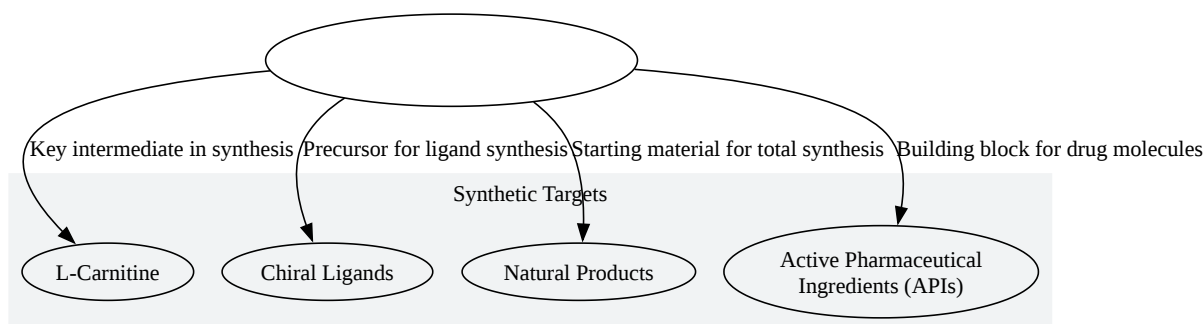 Key intermediate in synthesis
Precursor for ligand synthesis
Starting material for total synthesis
Building block for drug molecules
Synthetic Targets
L-Carnitine
Chiral Ligands
Natural Products
Active Pharmaceutical
Ingredients (APIs)